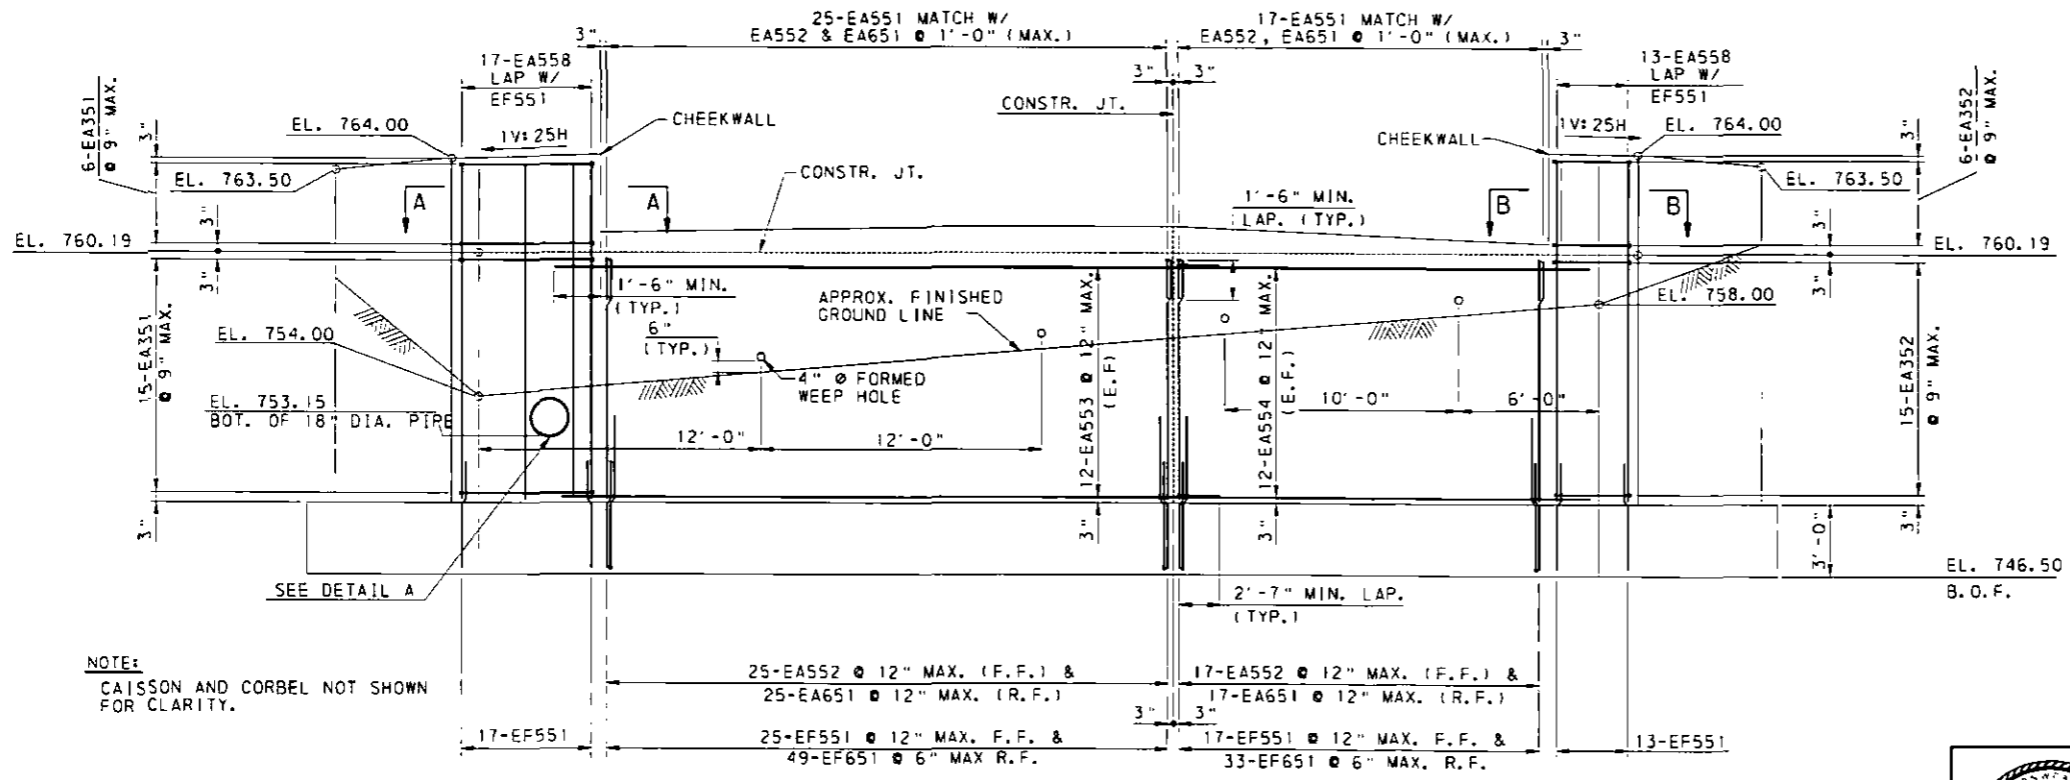 25-EA551 MATCH W/
EA552 & EA651 @ 1'-0" (MAX.)
17-EA551 MATCH W/
EA552, EA651 @ 1'-0" (MAX.)
3"
3"
17-EA558
LAP W/
EF551
13-EA558
LAP W/
EF551
3"
3"
6-EA351
@ 9" MAX.
3"
EL. 764.00
1V:25H
CHEEKWALL
CONSTR. JT.
CHEEKWALL
1V:25H
EL. 764.00
3"
6-EA352
@ 9" MAX.
EL. 763.50
CONSTR. JT.
EL. 763.50
A
A
B
B
1'-6" MIN.
LAP. (TYP.)
EL. 760.19
3"
3"
3"
3"
EL. 760.19
1'-6" MIN.
(TYP.)
APPROX. FINISHED
GROUND LINE
EL. 758.00
15-EA351
@ 9" MAX.
EL. 754.00
6"
(TYP.)
12-EA553 @ 12" MAX.
(E.F.)
12-EA554 @ 12" MAX.
(E.F.)
15-EA352
@ 9" MAX.
4" Ø FORMED
WEEP HOLE
EL. 753.15
BOT. OF 18" DIA. PIPE
10'-0"
6'-0"
12'-0"
12'-0"
3"
3"
3"
3"
3'-0"
EL. 746.50
B.O.F.
SEE DETAIL A
2'-7" MIN. LAP.
(TYP.)
NOTE:
CAISSON AND CORBEL NOT SHOWN
FOR CLARITY.
25-EA552 @ 12" MAX. (F.F.) &
25-EA651 @ 12" MAX. (R.F.)
17-EA552 @ 12" MAX. (F.F.) &
17-EA651 @ 12" MAX. (R.F.)
3"
3"
17-EF551
25-EF551 @ 12" MAX. F.F. &
49-EF651 @ 6" MAX R.F.
17-EF551 @ 12" MAX. F.F. &
33-EF651 @ 6" MAX. R.F.
13-EF551